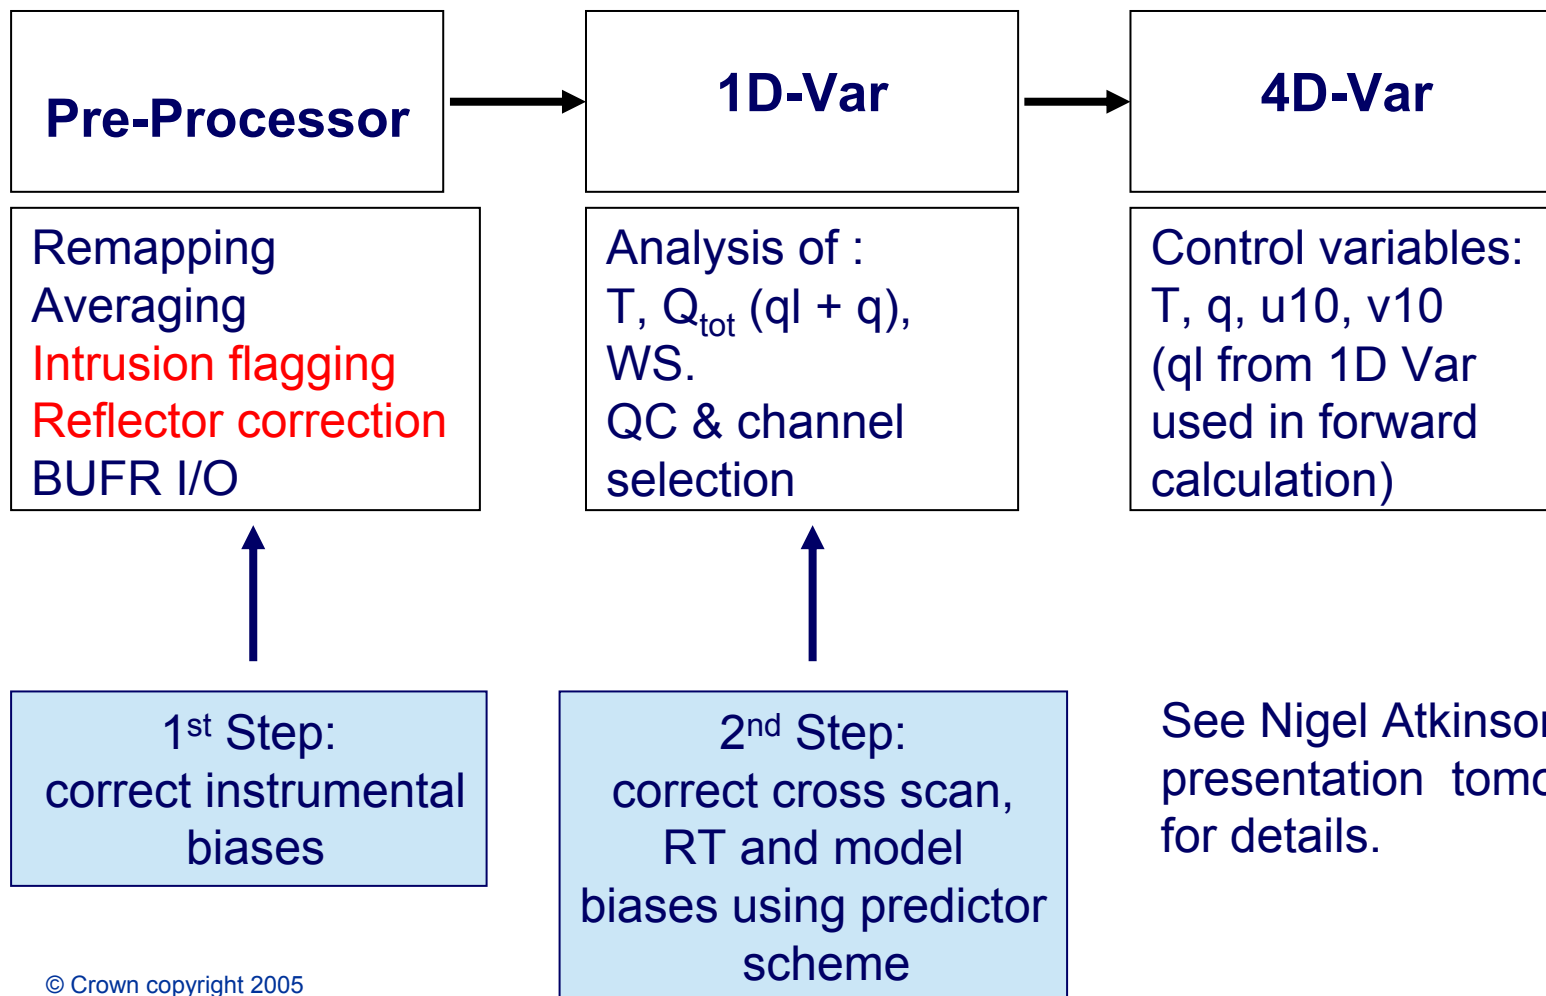 Pre-Processor
1D-Var
4D-Var
Remapping
Averaging
Intrusion flagging
Reflector correction
BUFR I/O
Analysis of :
T, Qtot (ql + q),
WS.
QC & channel
selection
Control variables:
T, q, u10, v10
(ql from 1D Var
used in forward
calculation)
1st Step:
correct instrumental
biases
2nd Step:
correct cross scan,
RT and model
biases using predictor
scheme
See Nigel Atkinson
presentation
for details.
© Crown copyright 2005